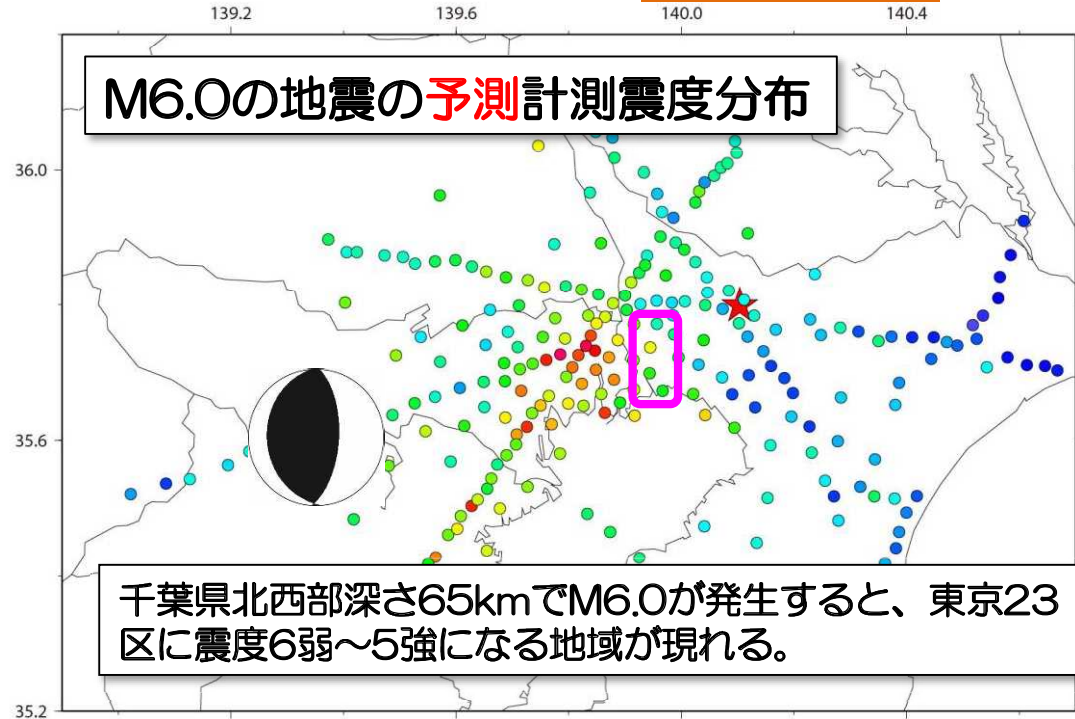 139.2 139.6 140.0 140.4
M6.0の地震の予測計測震度分布
36.0
35.6
千葉県北西部深さ65kmでM6.0が発生すると、東京23
区に震度6弱～5強になる地域が現れる。
35.2